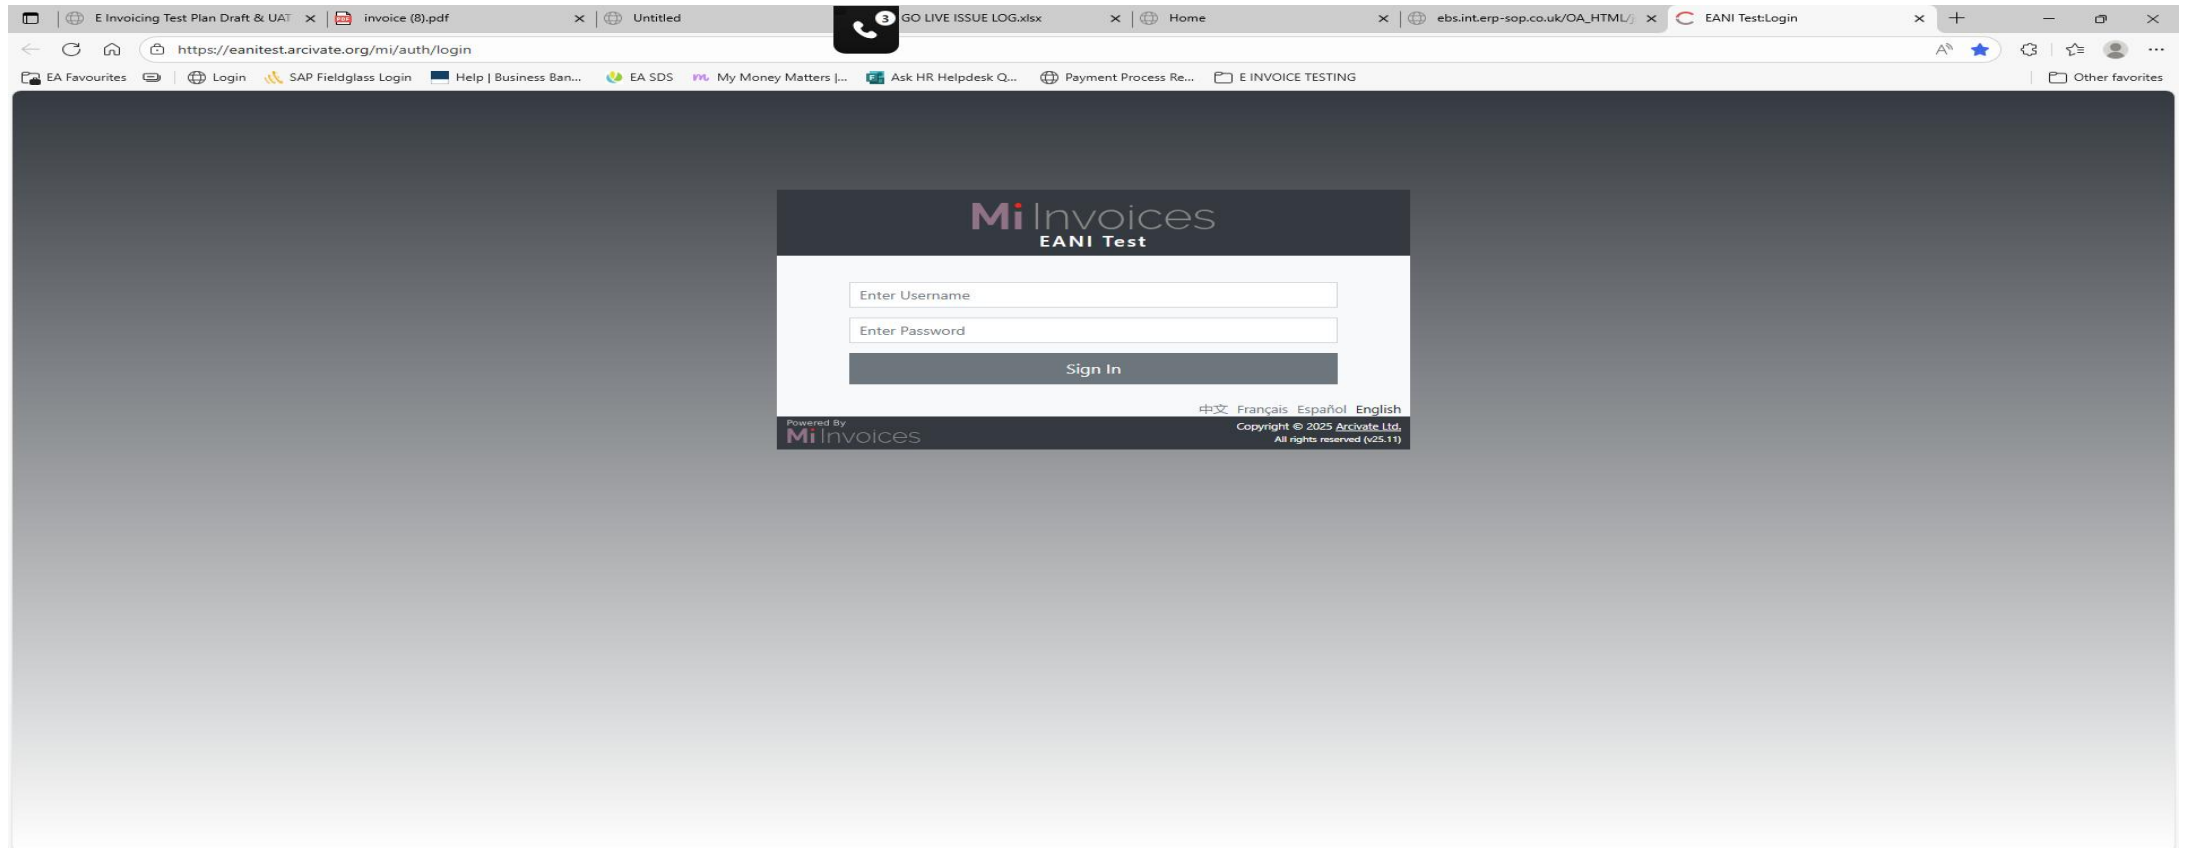 E Invoicing Test Plan Draft & UAT
invoice (8).pdf
Untitled
3
GO LIVE ISSUE LOG.xlsx
Home
ebs.int.erp-sop.co.uk/OA_HTML/j
EANI Test:Login
https://eanitest.arcivate.org/mi/auth/login
EA Favourites
Login
SAP Fieldglass Login
Help | Business Ban...
EA SDS
My Money Matters |...
Ask HR Helpdesk Q...
Payment Process Re...
E INVOICE TESTING
Other favorites
Mi Invoices
EANI Test
Enter Username
Enter Password
Sign In
中文 Français Español English
Powered By
Mi Invoices
Copyright © 2025 Arcivate Ltd.
All rights reserved (v25.11)